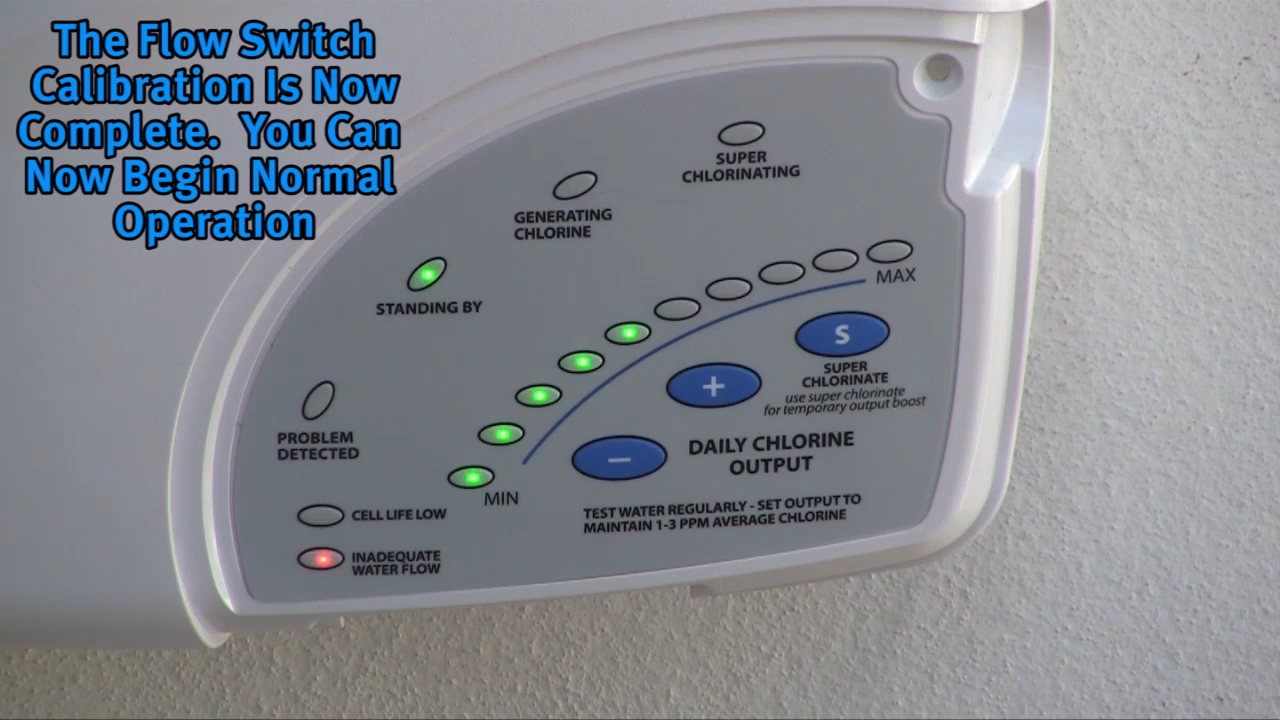 The Flow Switch
Calibration Is Now
Complete. You Can
Now Begin Normal
Operation
SUPER
CHLORINATING
GENERATING
CHLORINE
STANDING BY
MAX
S
SUPER
CHLORINATE
use super chlorinate
for temporary output boost
+
PROBLEM
DETECTED
DAILY CHLORINE
OUTPUT
–
MIN
CELL LIFE LOW
TEST WATER REGULARLY - SET OUTPUT TO
MAINTAIN 1-3 PPM AVERAGE CHLORINE
INADEQUATE
WATER FLOW